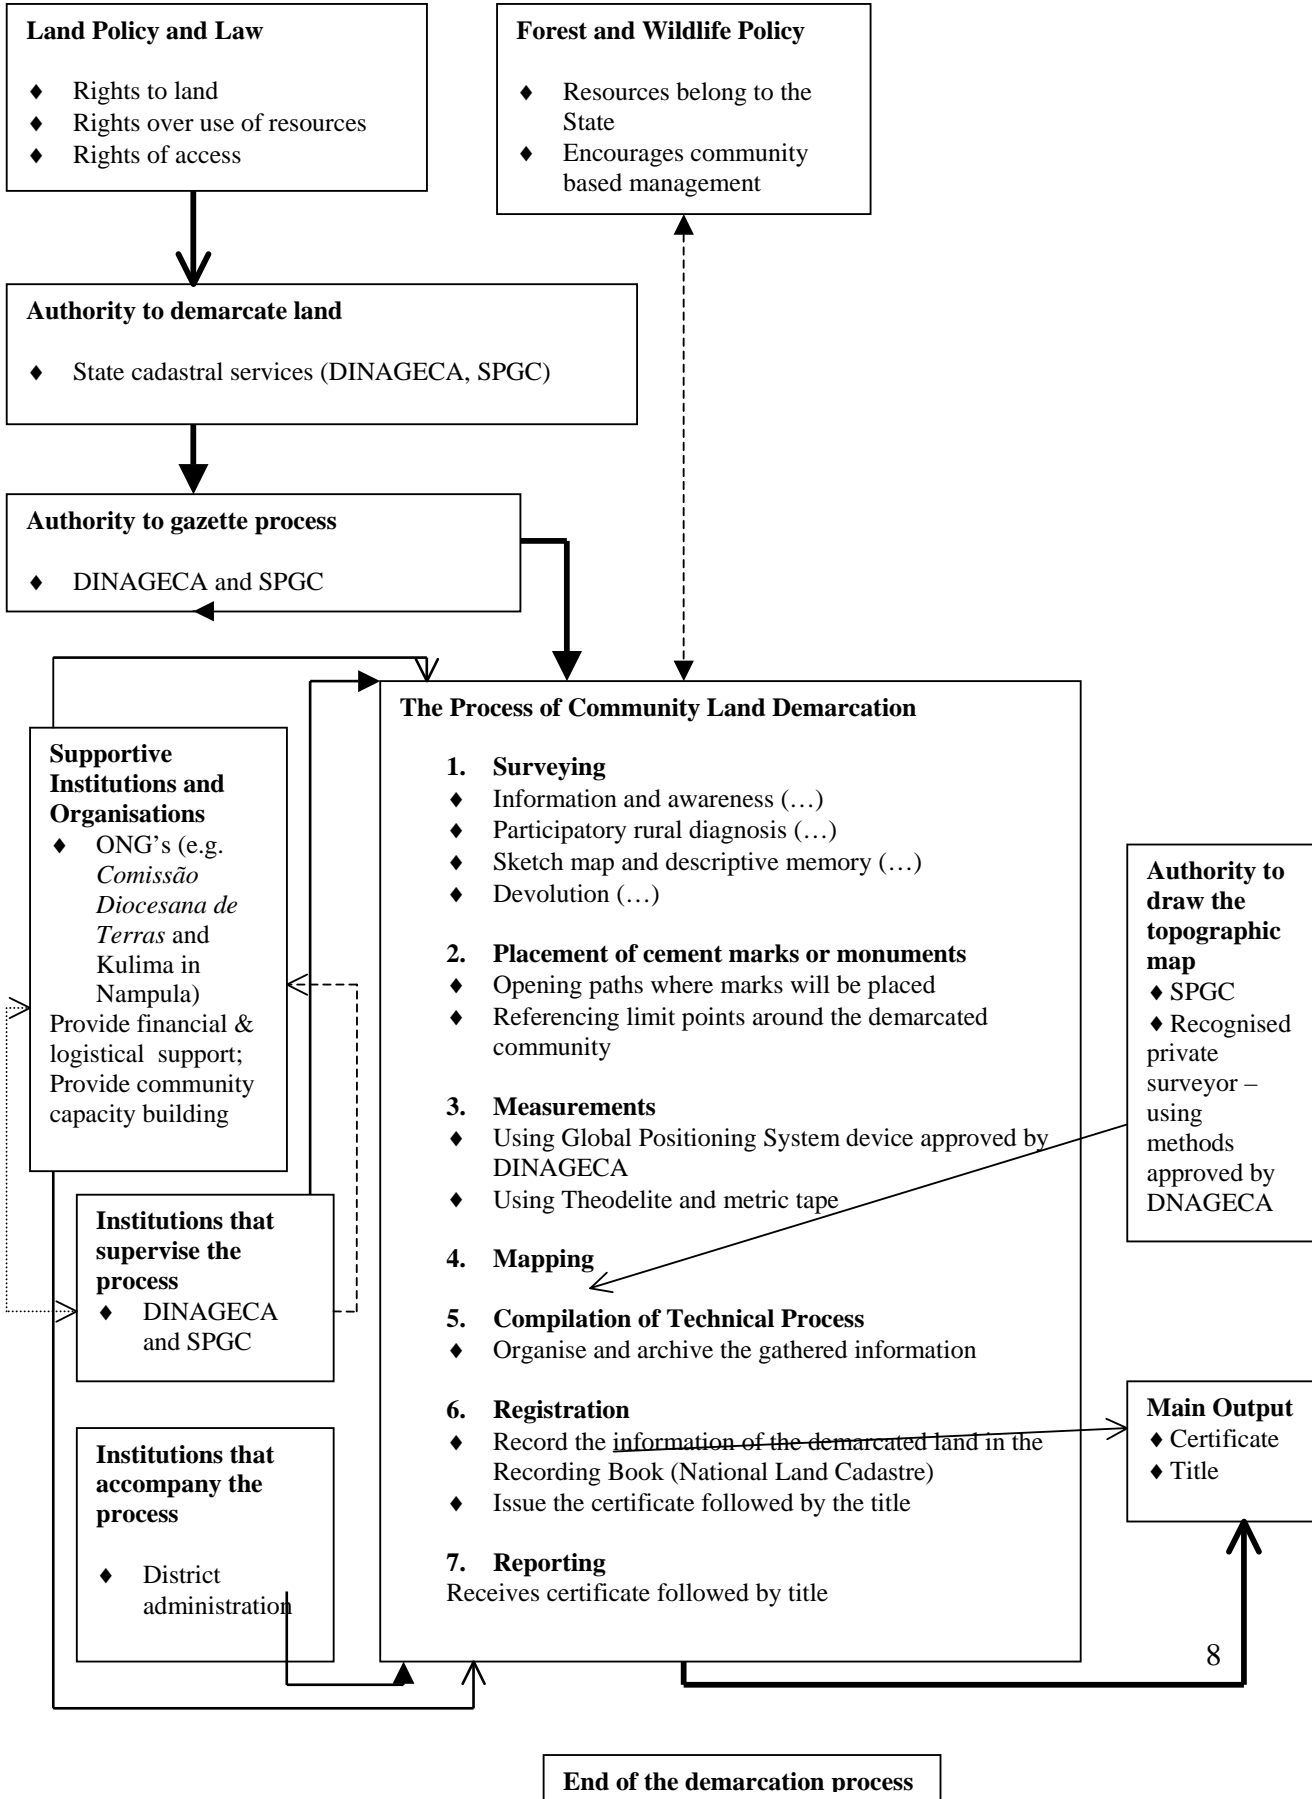 Land Policy and Law
♦ Rights to land
♦ Rights over use of resources
♦ Rights of access
Forest and Wildlife Policy
♦ Resources belong to the
State
♦ Encourages community
based management
Authority to demarcate land
♦ State cadastral services (DINAGECA, SPGC)
Authority to gazette process
♦ DINAGECA and SPGC
Supportive
Institutions and
Organisations
♦ ONG’s (e.g.
Comissão
Diocesana de
Terras and
Kulima in
Nampula)
Provide financial &
logistical support;
Provide community
capacity building
Institutions that
supervise the
process
♦ DINAGECA
and SPGC
Institutions that
accompany the
process
♦ District
administration
The Process of Community Land Demarcation
1. Surveying
♦ Information and awareness (…)
♦ Participatory rural diagnosis (…)
♦ Sketch map and descriptive memory (…)
♦ Devolution (…)
2. Placement of cement marks or monuments
♦ Opening paths where marks will be placed
♦ Referencing limit points around the demarcated
community
3. Measurements
♦ Using Global Positioning System device approved by
DINAGECA
♦ Using Theodelite and metric tape
4. Mapping
5. Compilation of Technical Process
♦ Organise and archive the gathered information
6. Registration
♦ Record the information of the demarcated land in the
Recording Book (National Land Cadastre)
♦ Issue the certificate followed by the title
7. Reporting
Receives certificate followed by title
Authority to
draw the
topographic
map
♦ SPGC
♦ Recognised
private
surveyor –
using
methods
approved by
DNAGECA
Main Output
♦ Certificate
♦ Title
8
End of the demarcation process